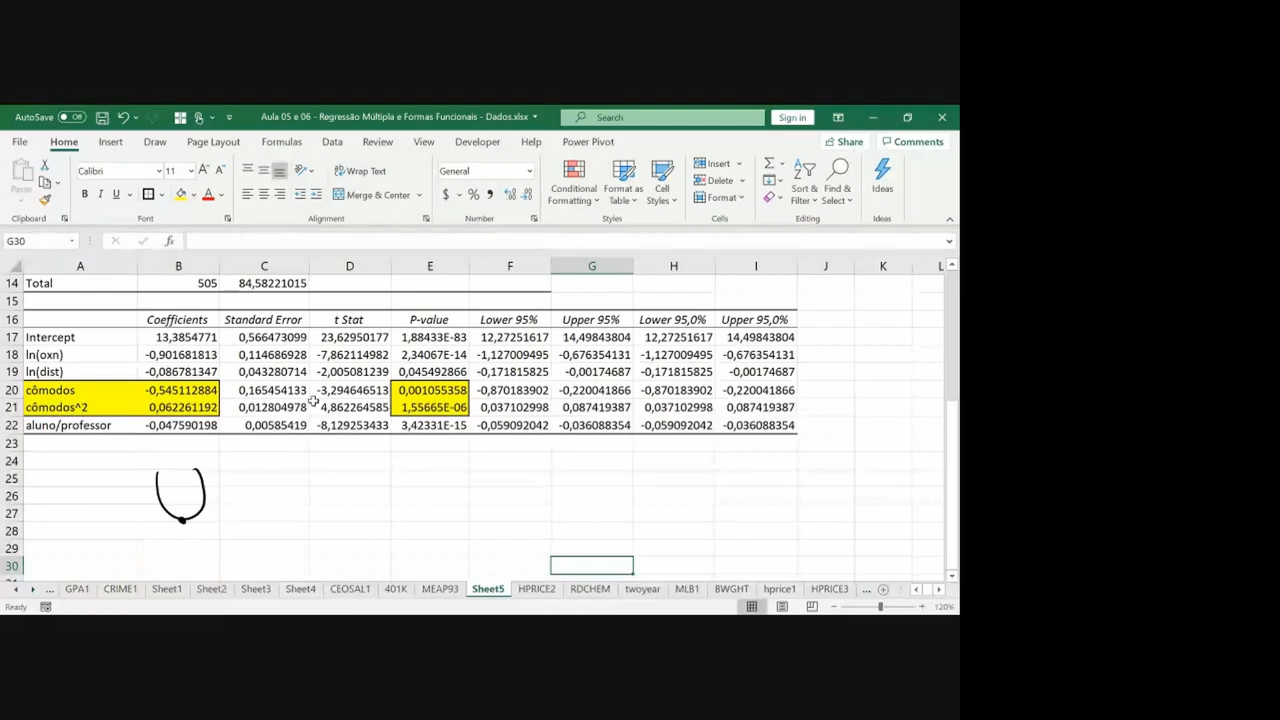 AutoSave Off Aula 05 e 06 - Regressão Múltipla e Formas Funcionais - Dados.xlsx Search Sign in
File Home Insert Draw Page Layout Formulas Data Review View Developer Help Power Pivot Share Comments
Paste Calibri 11 A A B I U A Wrap Text Merge & Center General $ % Conditional Formatting Format as Table Cell Styles Insert Delete Format Sort & Filter Find & Select Ideas
Clipboard Font Alignment Number Styles Cells Editing Ideas
G30 fx
A B C D E F G H I J K L
14 Total 505 84,58221015
15
16 Coefficients Standard Error t Stat P-value Lower 95% Upper 95% Lower 95,0% Upper 95,0%
17 Intercept 13,3854771 0,566473099 23,62950177 1,88433E-83 12,27251617 14,49843804 12,27251617 14,49843804
18 ln(oxn) -0,901681813 0,114686928 -7,862114982 2,34067E-14 -1,127009495 -0,676354131 -1,127009495 -0,676354131
19 ln(dist) -0,086781347 0,043280714 -2,005081239 0,045492866 -0,171815825 -0,00174687 -0,171815825 -0,00174687
20 cômodos -0,545112884 0,165454133 -3,294646513 0,001055358 -0,870183902 -0,220041866 -0,870183902 -0,220041866
21 cômodos^2 0,062261192 0,012804978 4,862264585 1,55665E-06 0,037102998 0,087419387 0,037102998 0,087419387
22 aluno/professor -0,047590198 0,00585419 -8,129253433 3,42331E-15 -0,059092042 -0,036088354 -0,059092042 -0,036088354
23
24
25
26
27
28
29
30
... GPA1 CRIME1 Sheet1 Sheet2 Sheet3 Sheet4 CEOSAL1 401K MEAP93 Sheet5 HPRICE2 RDCHEM twoyear MLB1 BWGHT hprice1 HPRICE3 ...
Ready 120%